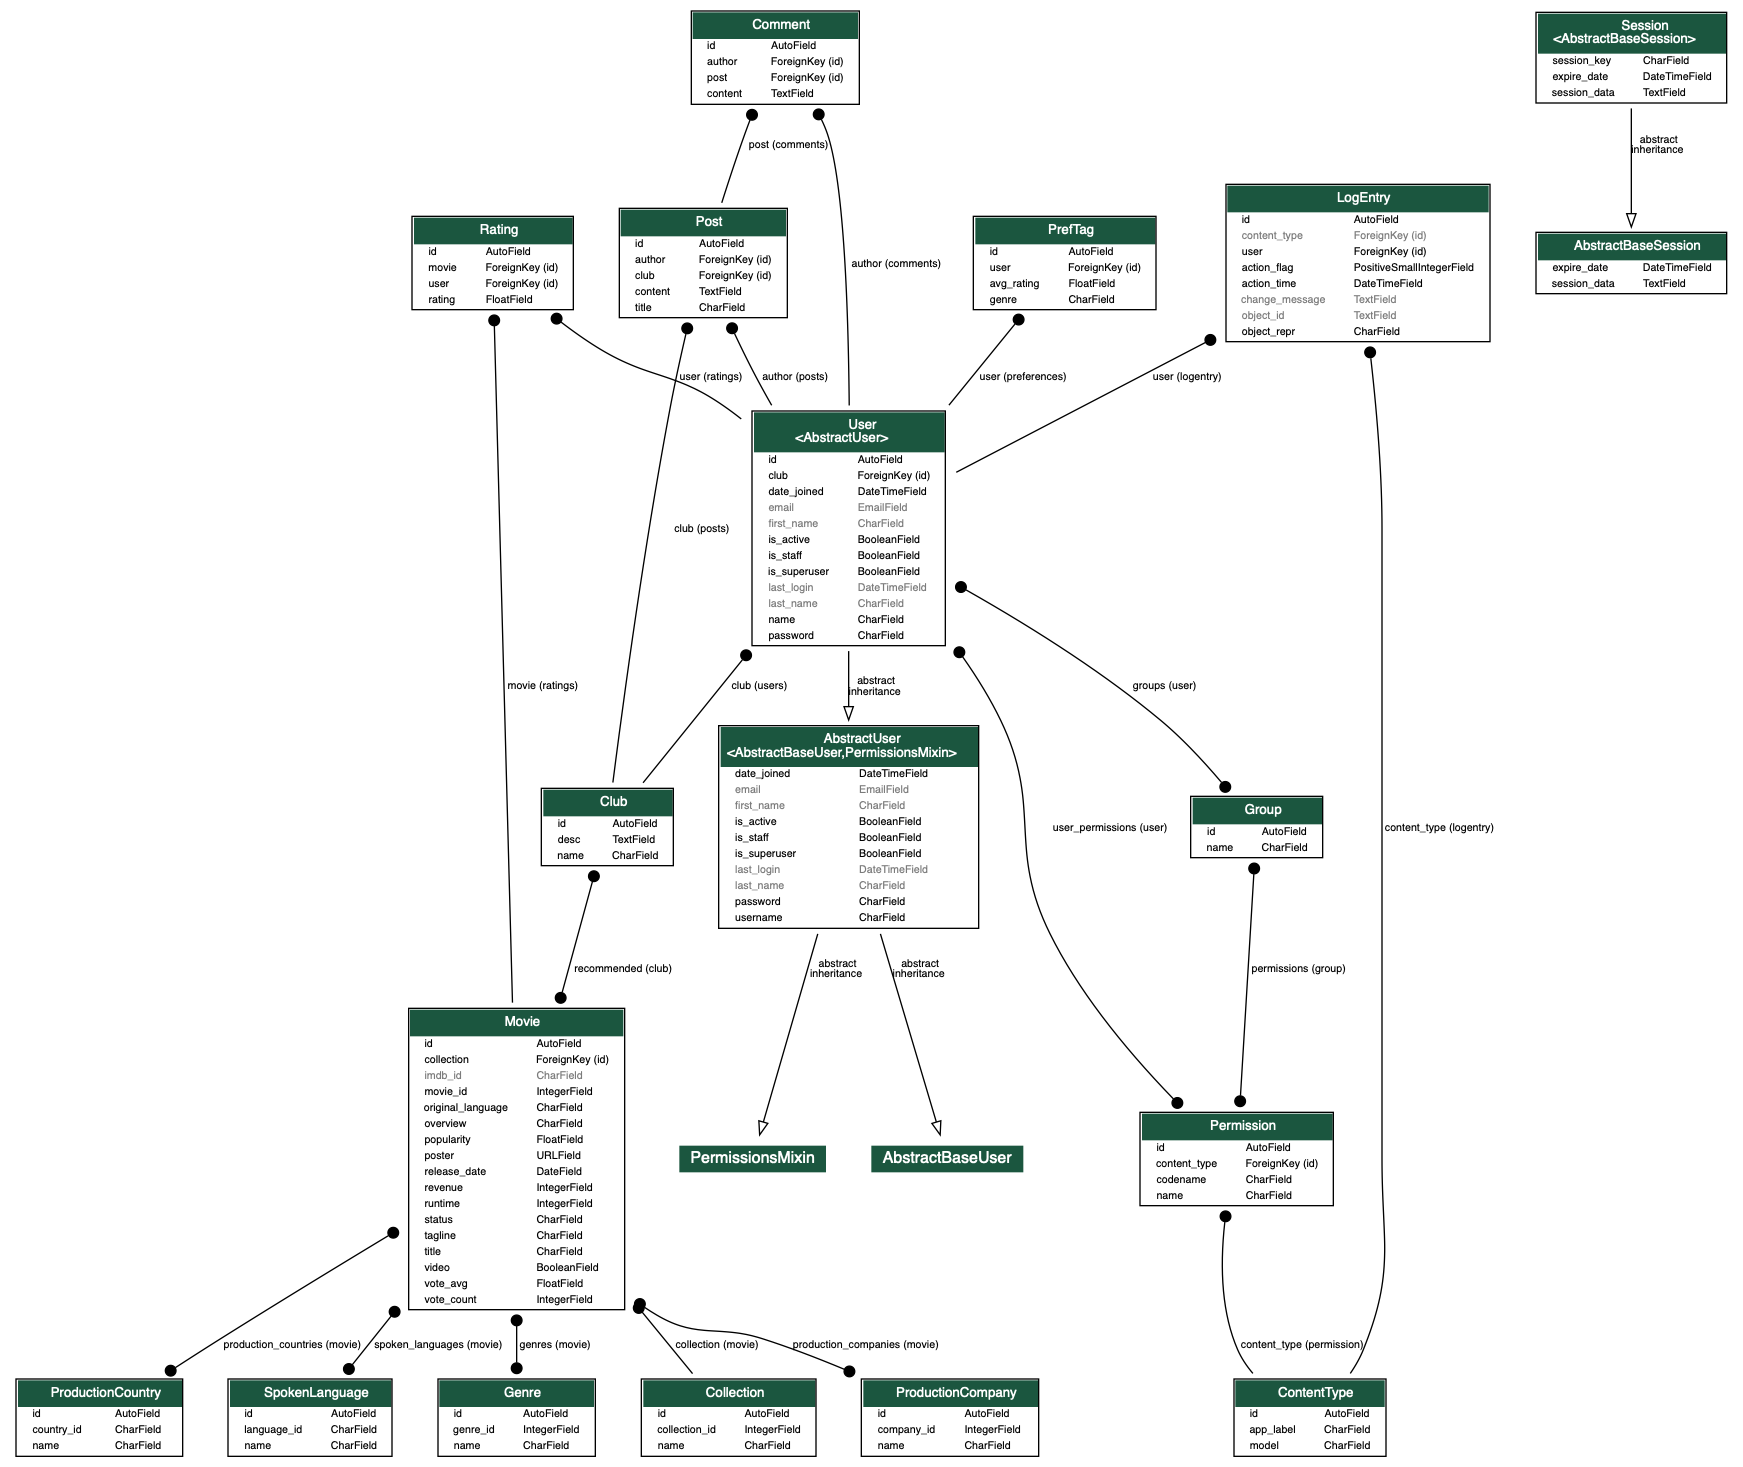 Comment
id AutoField
author ForeignKey (id)
post ForeignKey (id)
content TextField
Session
<AbstractBaseSession>
session_key CharField
expire_date DateTimeField
session_data TextField
post (comments)
abstract
inheritance
LogEntry
id AutoField
content_type ForeignKey (id)
user ForeignKey (id)
action_flag PositiveSmallIntegerField
action_time DateTimeField
change_message TextField
object_id TextField
object_repr CharField
Rating
id AutoField
movie ForeignKey (id)
user ForeignKey (id)
rating FloatField
Post
id AutoField
author ForeignKey (id)
club ForeignKey (id)
content TextField
title CharField
author (comments)
PrefTag
id AutoField
user ForeignKey (id)
avg_rating FloatField
genre CharField
AbstractBaseSession
expire_date DateTimeField
session_data TextField
user (ratings)
author (posts)
user (preferences)
user (logentry)
User
<AbstractUser>
id AutoField
club ForeignKey (id)
date_joined DateTimeField
email EmailField
first_name CharField
is_active BooleanField
is_staff BooleanField
is_superuser BooleanField
last_login DateTimeField
last_name CharField
name CharField
password CharField
club (posts)
movie (ratings)
club (users)
abstract
inheritance
groups (user)
AbstractUser
<AbstractBaseUser,PermissionsMixin>
date_joined DateTimeField
email EmailField
first_name CharField
is_active BooleanField
is_staff BooleanField
is_superuser BooleanField
last_login DateTimeField
last_name CharField
password CharField
username CharField
Club
id AutoField
desc TextField
name CharField
user_permissions (user)
Group
id AutoField
name CharField
content_type (logentry)
recommended (club)
abstract
inheritance
abstract
inheritance
permissions (group)
Movie
id AutoField
collection ForeignKey (id)
imdb_id CharField
movie_id IntegerField
original_language CharField
overview CharField
popularity FloatField
poster URLField
release_date DateField
revenue IntegerField
runtime IntegerField
status CharField
tagline CharField
title CharField
video BooleanField
vote_avg FloatField
vote_count IntegerField
PermissionsMixin
AbstractBaseUser
Permission
id AutoField
content_type ForeignKey (id)
codename CharField
name CharField
production_countries (movie)
spoken_languages (movie)
genres (movie)
collection (movie)
production_companies (movie)
content_type (permission)
ProductionCountry
id AutoField
country_id CharField
name CharField
SpokenLanguage
id AutoField
language_id CharField
name CharField
Genre
id AutoField
genre_id IntegerField
name CharField
Collection
id AutoField
collection_id IntegerField
name CharField
ProductionCompany
id AutoField
company_id IntegerField
name CharField
ContentType
id AutoField
app_label CharField
model CharField